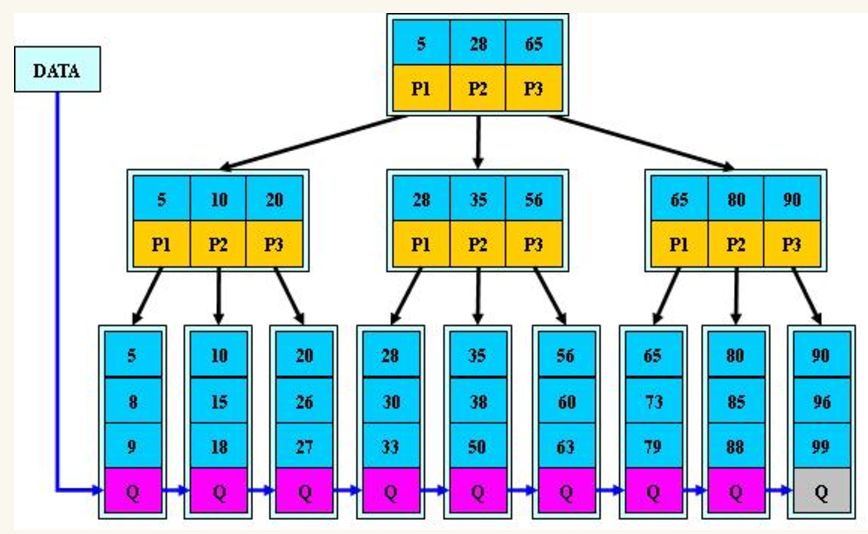 5 28 65
DATA
P1 P2 P3
5 10 20 28 35 56 65 80 90
P1 P2 P3 P1 P2 P3 P1 P2 P3
5 10 20 28 35 56 65 80 90
8 15 26 30 38 60 73 85 96
9 18 27 33 50 63 79 88 99
Q Q Q Q Q Q Q Q Q